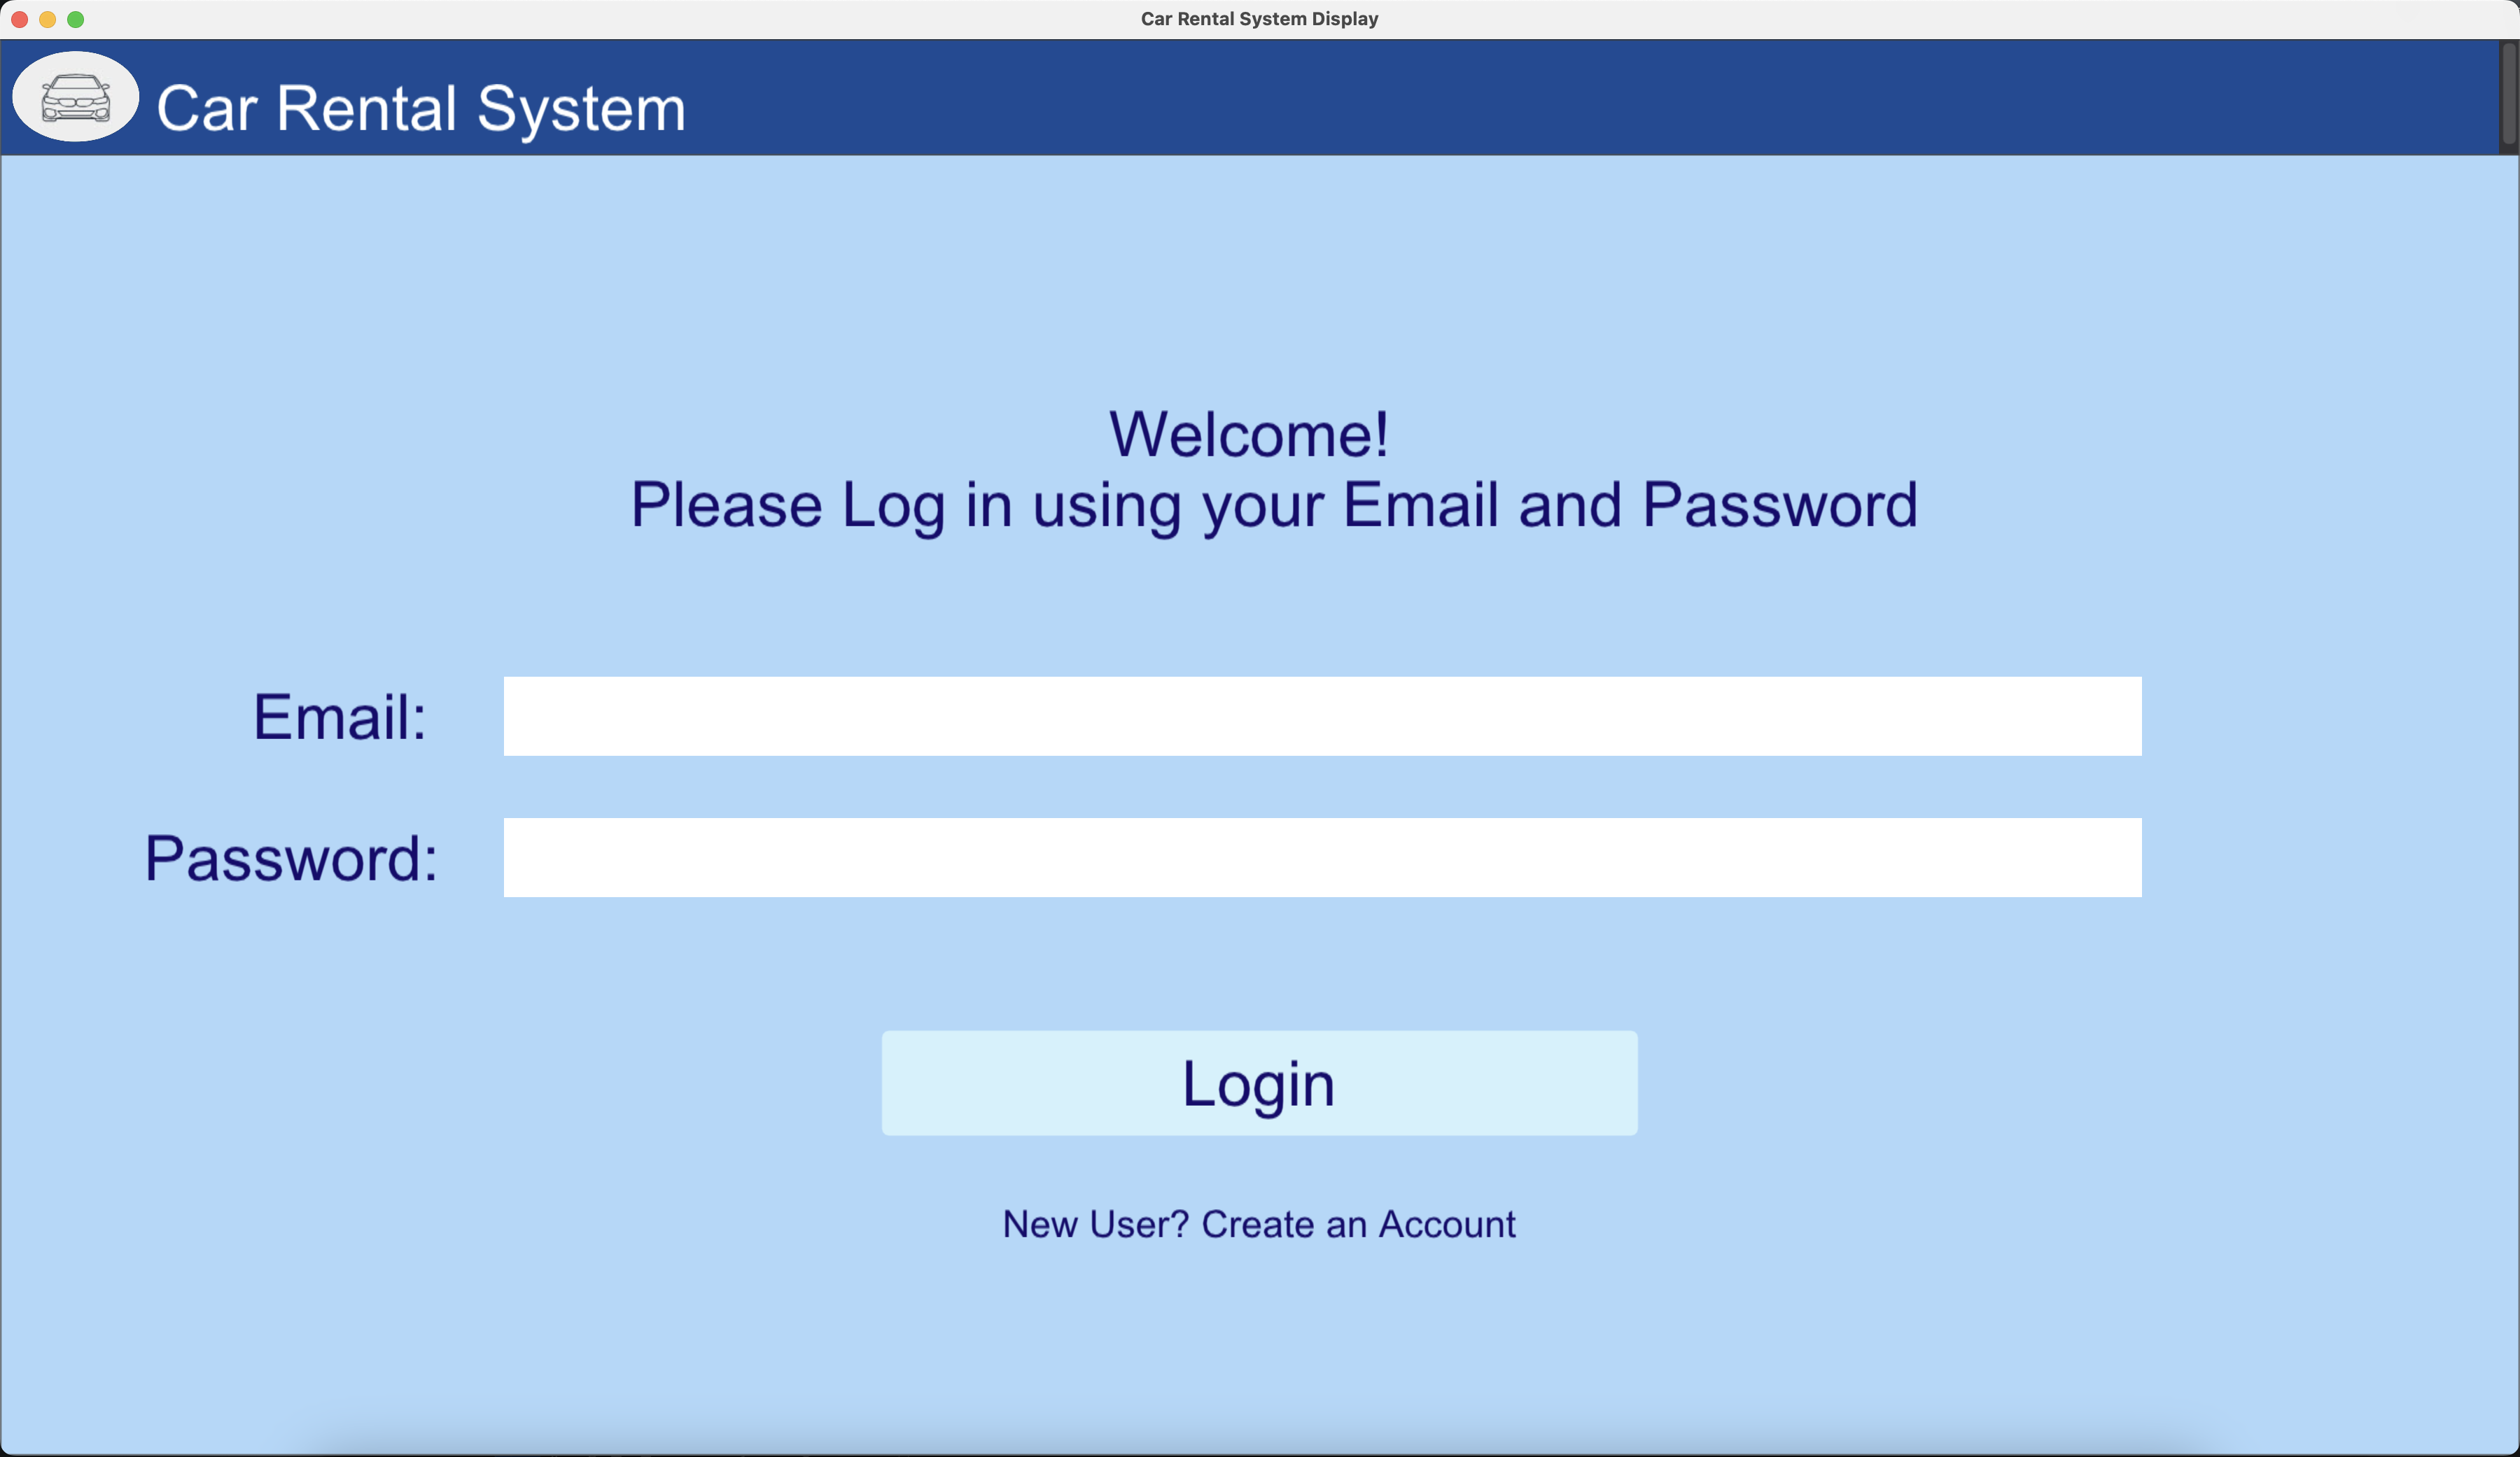 Car Rental System Display
Car Rental System
Welcome!
Please Log in using your Email and Password
Email:
Password:
Login
New User? Create an Account